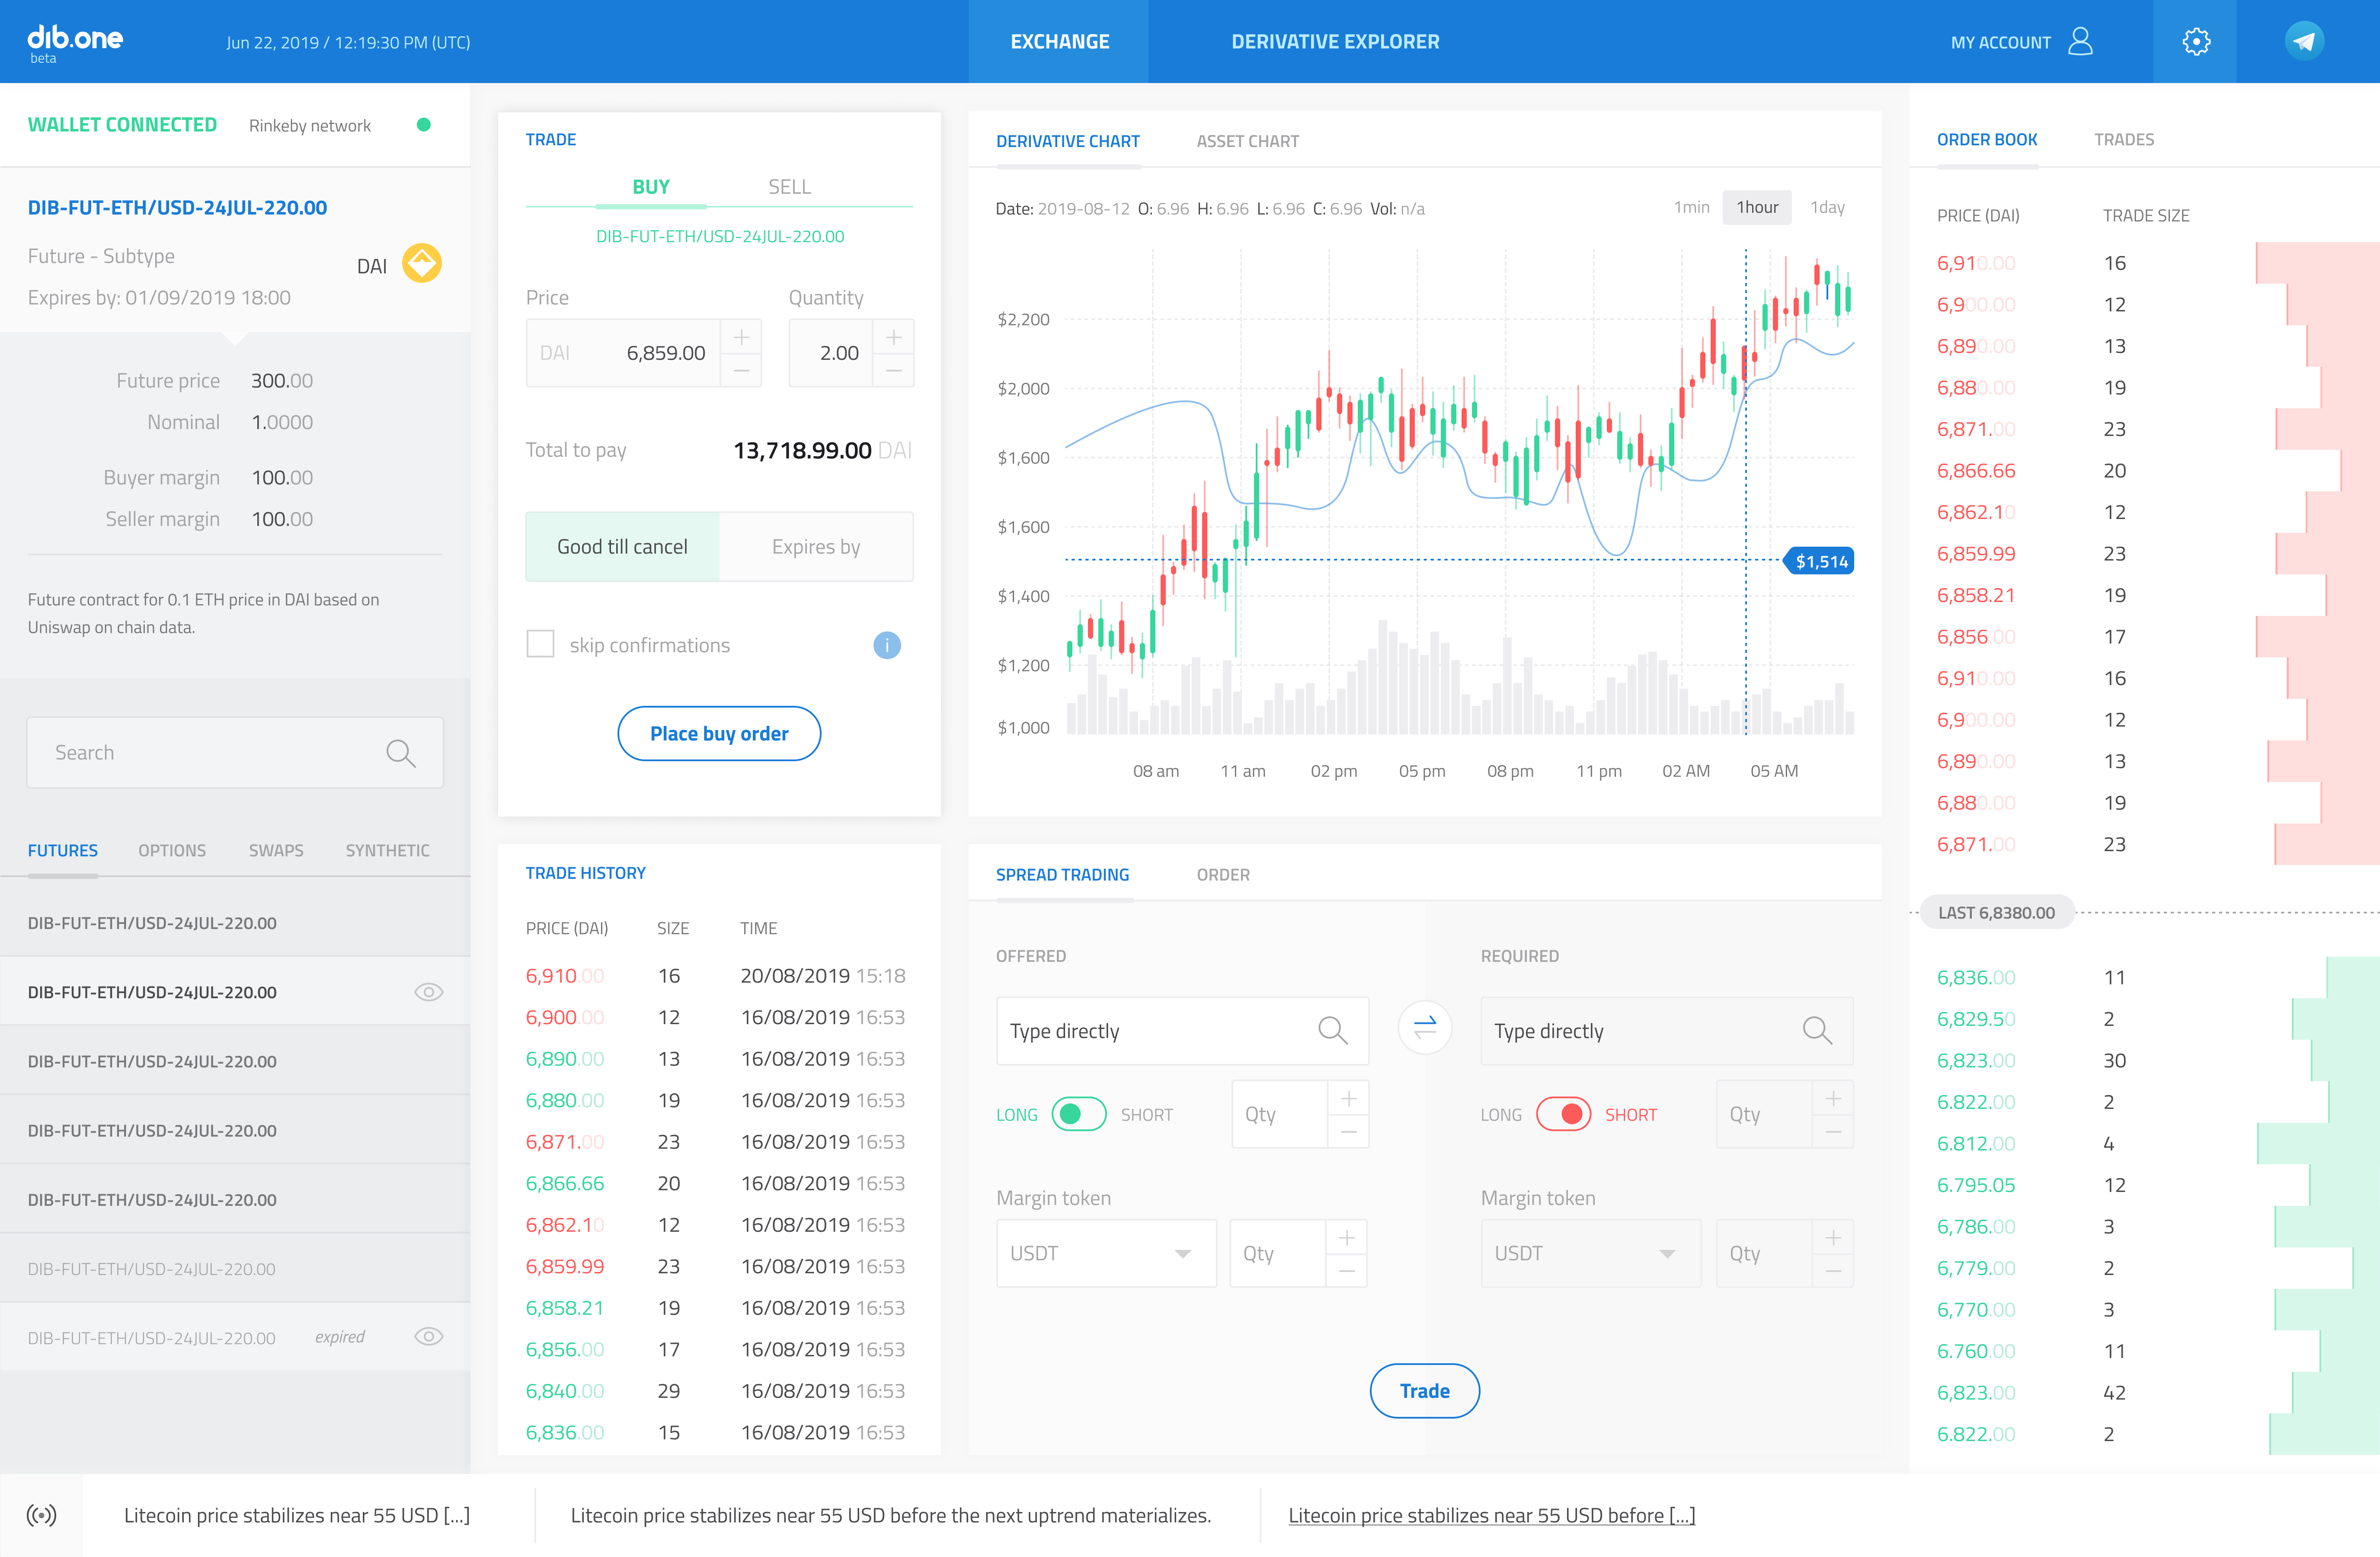 dib.one
beta
Jun 22, 2019 / 12:19:30 PM (UTC)
EXCHANGE
DERIVATIVE EXPLORER
MY ACCOUNT
WALLET CONNECTED Rinkeby network
DIB-FUT-ETH/USD-24JUL-220.00
Future - Subtype
DAI
Expires by: 01/09/2019 18:00
Future price 300.00
Nominal 1.0000
Buyer margin 100.00
Seller margin 100.00
Future contract for 0.1 ETH price in DAI based on
Uniswap on chain data.
Search
FUTURES OPTIONS SWAPS SYNTHETIC
DIB-FUT-ETH/USD-24JUL-220.00
DIB-FUT-ETH/USD-24JUL-220.00
DIB-FUT-ETH/USD-24JUL-220.00
DIB-FUT-ETH/USD-24JUL-220.00
DIB-FUT-ETH/USD-24JUL-220.00
DIB-FUT-ETH/USD-24JUL-220.00
DIB-FUT-ETH/USD-24JUL-220.00 expired
TRADE
BUY SELL
DIB-FUT-ETH/USD-24JUL-220.00
Price Quantity
DAI 6,859.00 + − 2.00 + −
Total to pay 13,718.99.00 DAI
Good till cancel Expires by
skip confirmations i
Place buy order
TRADE HISTORY
PRICE (DAI) SIZE TIME
6,910.00 16 20/08/2019 15:18
6,900.00 12 16/08/2019 16:53
6,890.00 13 16/08/2019 16:53
6,880.00 19 16/08/2019 16:53
6,871.00 23 16/08/2019 16:53
6,866.66 20 16/08/2019 16:53
6,862.10 12 16/08/2019 16:53
6,859.99 23 16/08/2019 16:53
6,858.21 19 16/08/2019 16:53
6,856.00 17 16/08/2019 16:53
6,840.00 29 16/08/2019 16:53
6,836.00 15 16/08/2019 16:53
DERIVATIVE CHART ASSET CHART
Date: 2019-08-12 O: 6.96 H: 6.96 L: 6.96 C: 6.96 Vol: n/a
1min 1hour 1day
$2,200
$2,000
$1,600
$1,600
$1,514
$1,400
$1,200
$1,000
08 am 11 am 02 pm 05 pm 08 pm 11 pm 02 AM 05 AM
SPREAD TRADING ORDER
OFFERED REQUIRED
Type directly Type directly
LONG SHORT Qty + − LONG SHORT Qty + −
Margin token Margin token
USDT Qty + − USDT Qty + −
Trade
ORDER BOOK TRADES
PRICE (DAI) TRADE SIZE
6,910.00 16
6,900.00 12
6,890.00 13
6,880.00 19
6,871.00 23
6,866.66 20
6,862.10 12
6,859.99 23
6,858.21 19
6,856.00 17
6,910.00 16
6,900.00 12
6,890.00 13
6,880.00 19
6,871.00 23
LAST 6,8380.00
6,836.00 11
6,829.50 2
6,823.00 30
6.822.00 2
6.812.00 4
6.795.05 12
6,786.00 3
6,779.00 2
6,770.00 3
6.760.00 11
6,823.00 42
6.822.00 2
Litecoin price stabilizes near 55 USD [...]
Litecoin price stabilizes near 55 USD before the next uptrend materializes.
Litecoin price stabilizes near 55 USD before [...]